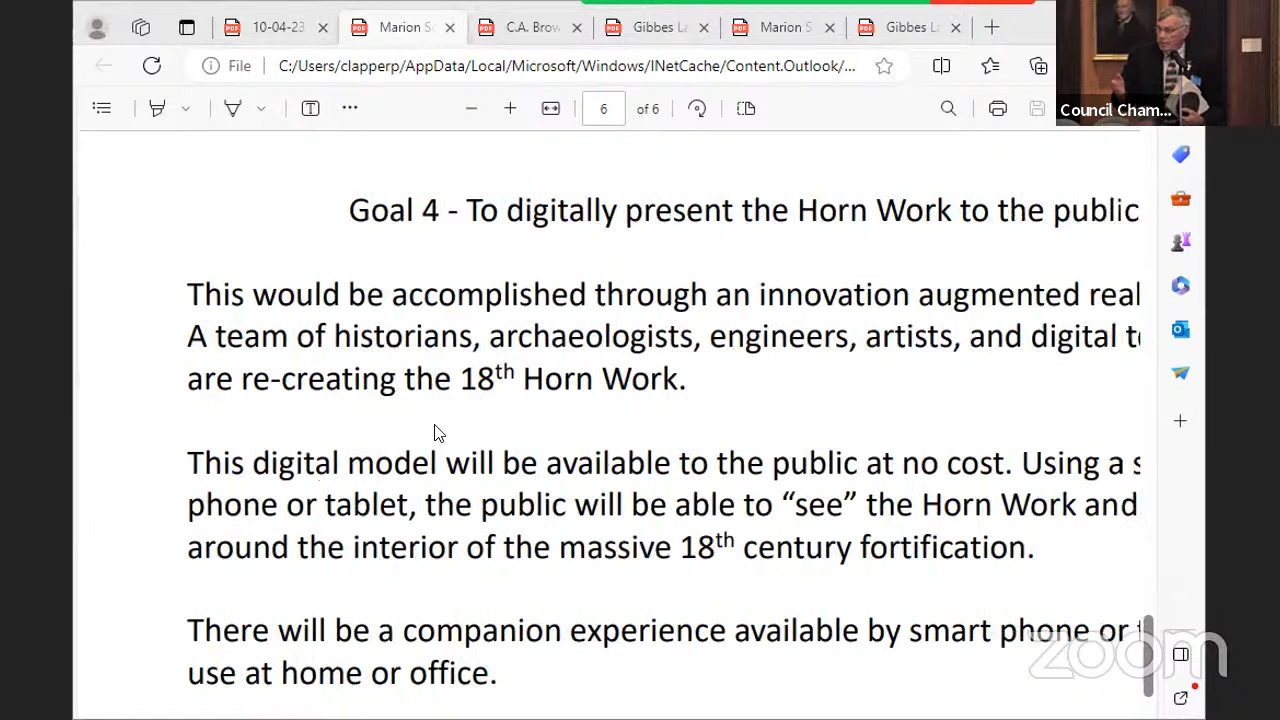 10-04-23
Marion S
C.A. Brow
Gibbes La
Marion S
Gibbes L
File
C:/Users/clapperp/AppData/Local/Microsoft/Windows/INetCache/Content.Outlook/...
6 of 6
Council Cham...
Goal 4 - To digitally present the Horn Work to the public
This would be accomplished through an innovation augmented real
A team of historians, archaeologists, engineers, artists, and digital te
are re-creating the 18th Horn Work.
This digital model will be available to the public at no cost. Using a s
phone or tablet, the public will be able to “see” the Horn Work and
around the interior of the massive 18th century fortification.
There will be a companion experience available by smart phone or t
use at home or office.
zoom